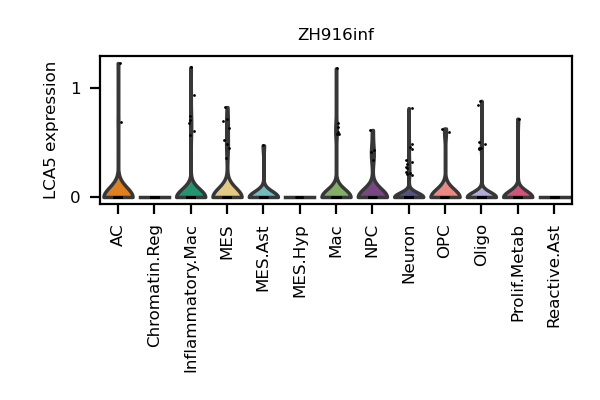 ZH916inf
LCA5 expression
1
0
AC
Chromatin.Reg
Inflammatory.Mac
MES
MES.Ast
MES.Hyp
Mac
NPC
Neuron
OPC
Oligo
Prolif.Metab
Reactive.Ast